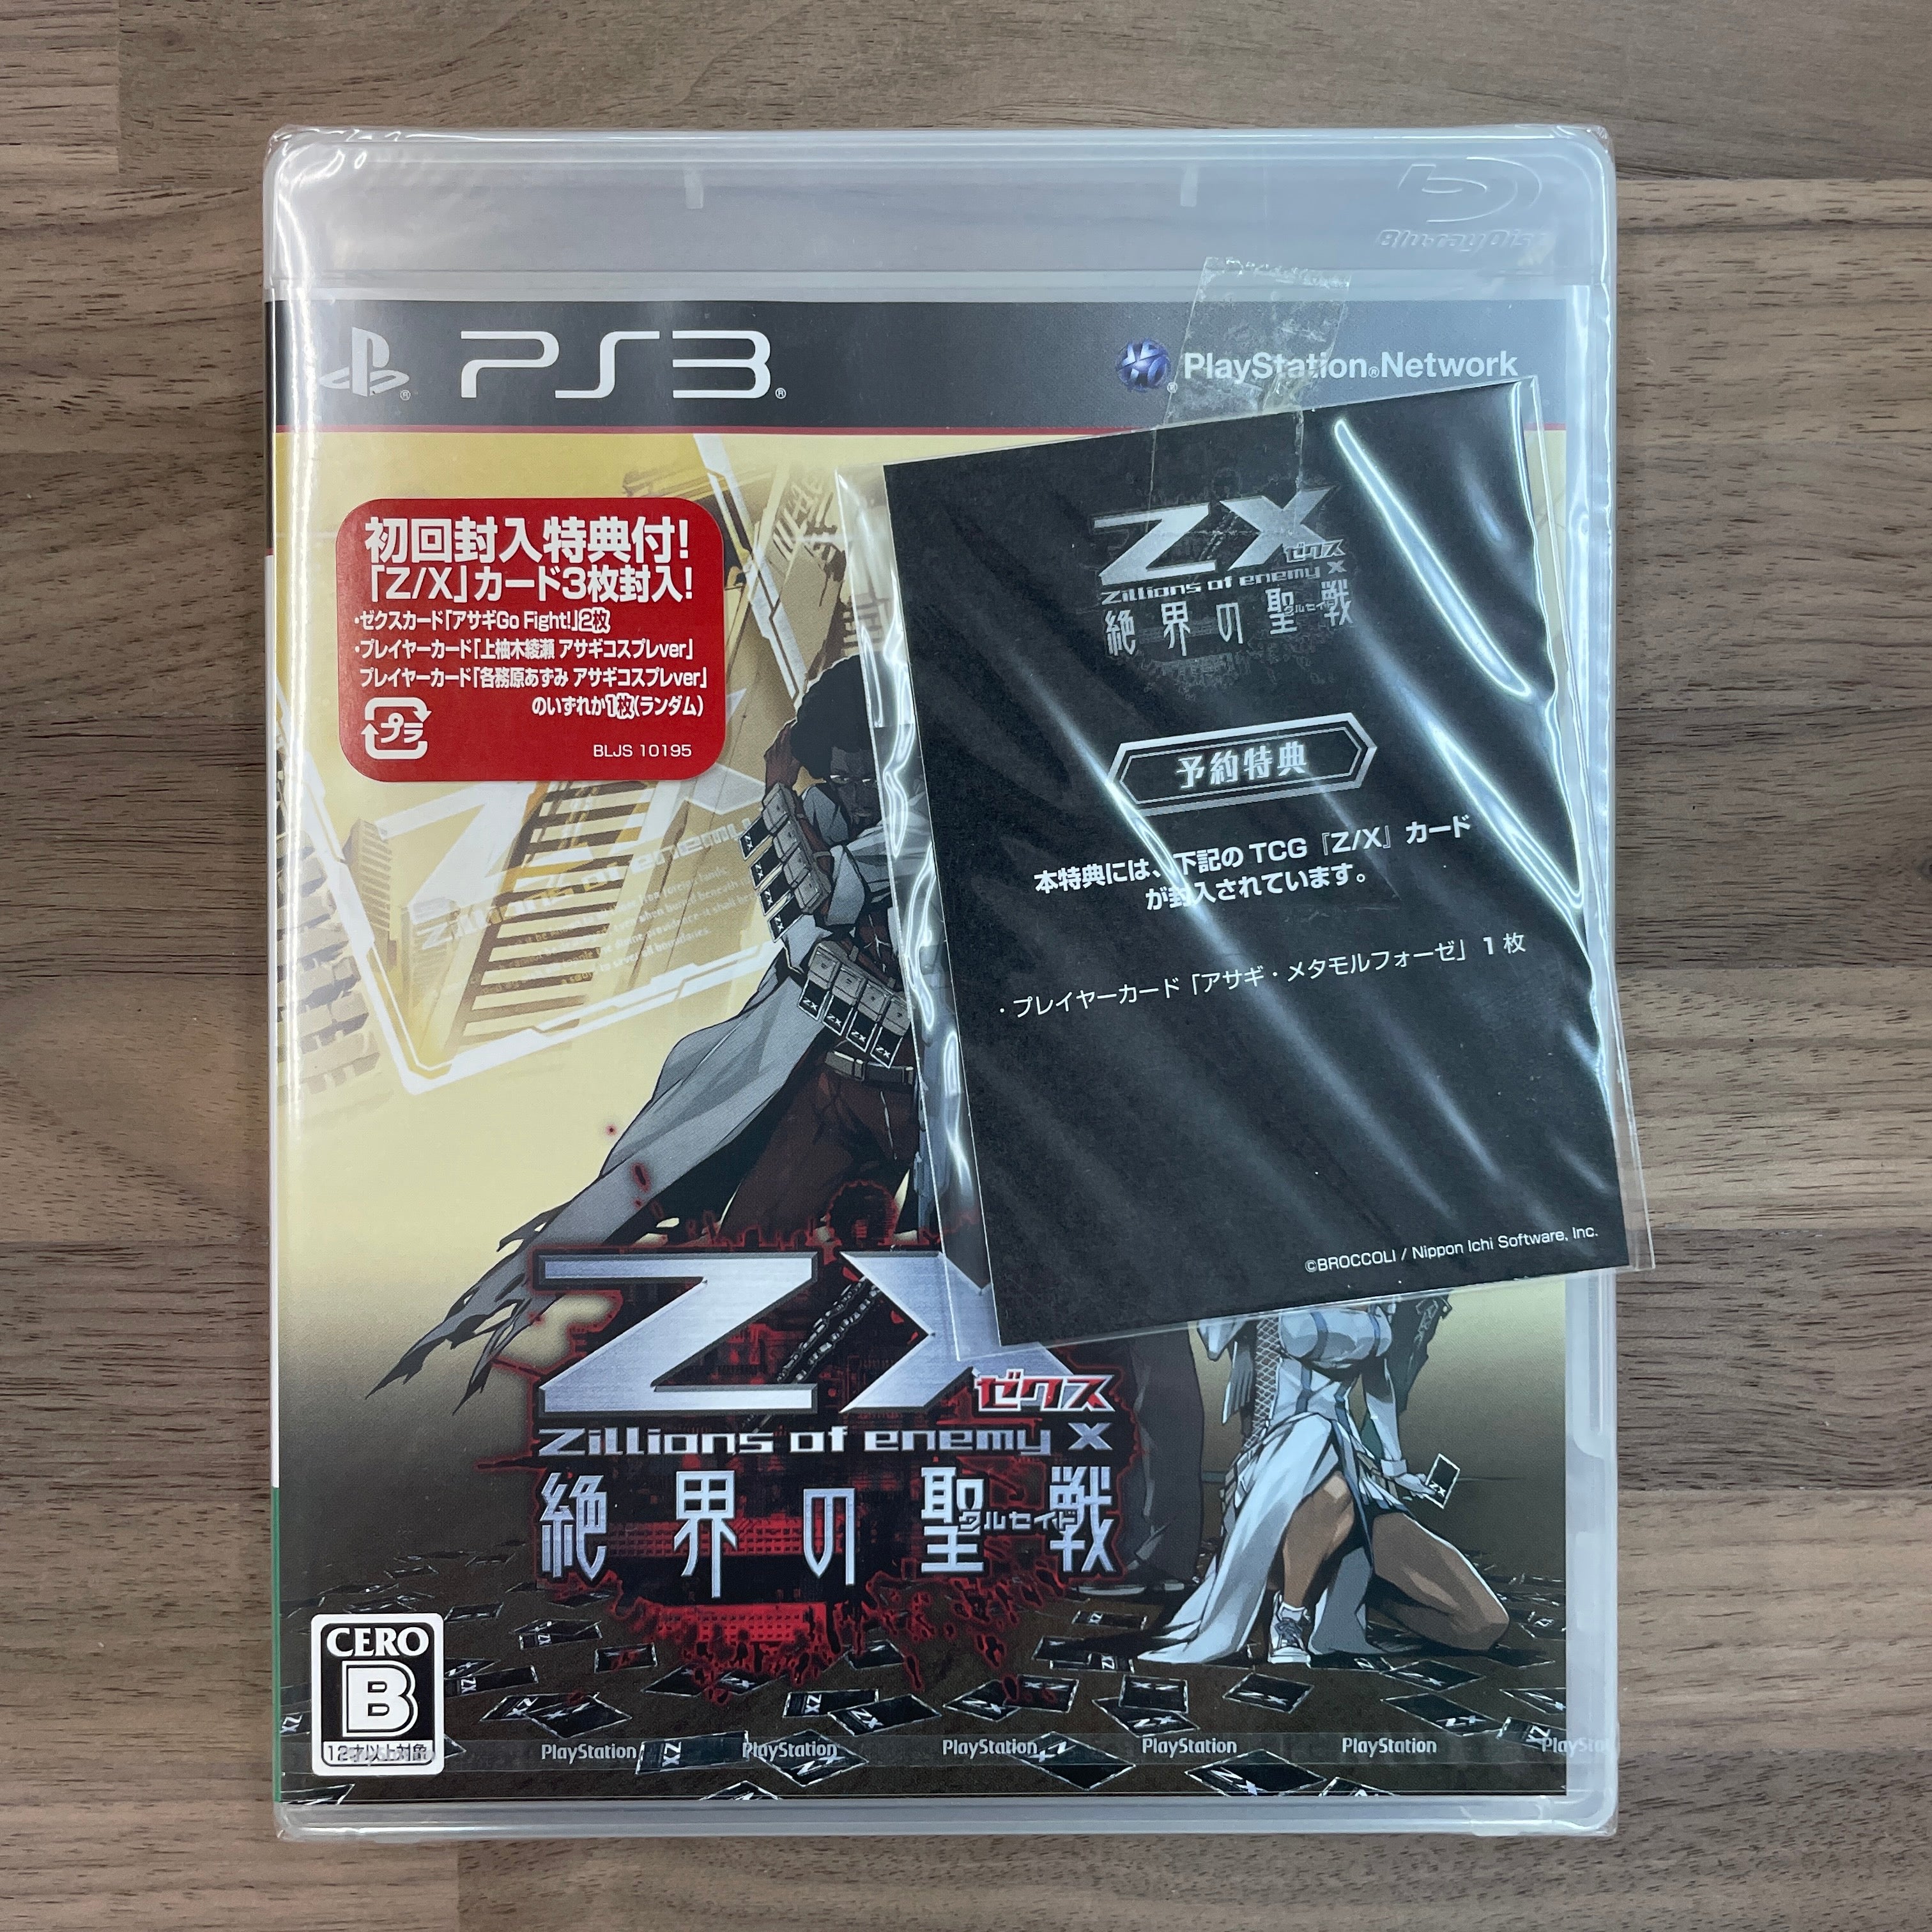 Blu-ray Disc
PS3
PlayStation®Network
初回封入特典付!
「Z/X」カード3枚封入!
・ゼクスカード「アサギGo Fight!」2枚
・プレイヤーカード「上柚木綾瀬 アサギコスプレver」
プレイヤーカード「各務原あずみ アサギコスプレver」
のいずれか1枚(ランダム)
プラ
BLJS 10195
ZX
ゼクス
Zillions of enemy X
絶界の聖戦
クルセイド
予約特典
本特典には、下記の TCG『Z/X』カード
が封入されています。
・プレイヤーカード「アサギ・メタモルフォーゼ」1枚
©BROCCOLI / Nippon Ichi Software, Inc.
ZX
ゼクス
Zillions of enemy X
絶界の聖戦
クルセイド
CERO
B
12才以上対象
PlayStation PlayStation PlayStation PlayStation PlayStation